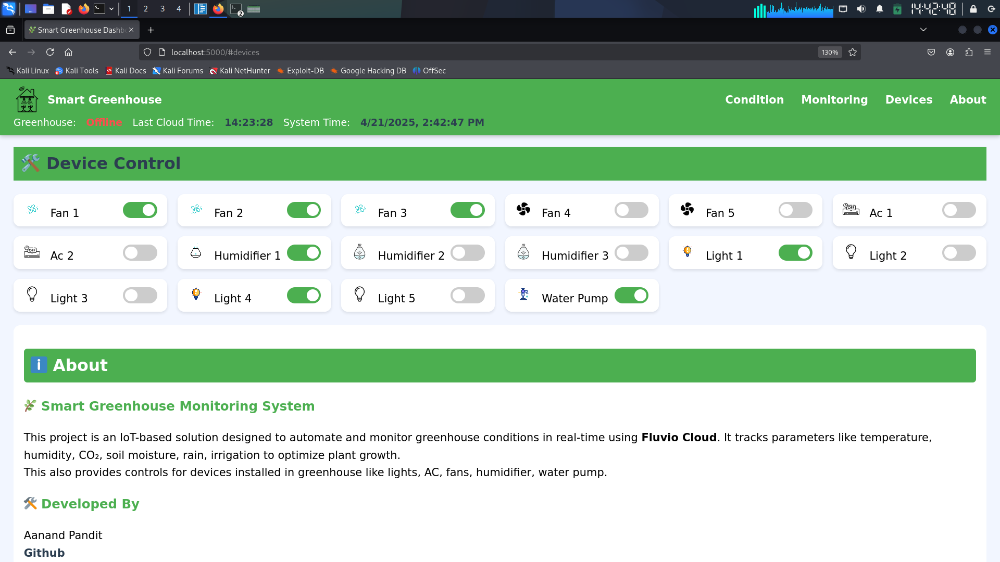 1 2 3 4 2 14:42:48
Smart Greenhouse Dashb
localhost:5000/#devices 130%
Kali Linux Kali Tools Kali Docs Kali Forums Kali NetHunter Exploit-DB Google Hacking DB OffSec
Smart Greenhouse Condition Monitoring Devices About
Greenhouse: Offline Last Cloud Time: 14:23:28 System Time: 4/21/2025, 2:42:47 PM
🛠️ Device Control
Fan 1 Fan 2 Fan 3 Fan 4 Fan 5 OFF Ac 1
OFF Ac 2 Humidifier 1 Humidifier 2 Humidifier 3 Light 1 Light 2
Light 3 Light 4 Light 5 Water Pump
ℹ️ About
🌿 Smart Greenhouse Monitoring System
This project is an IoT-based solution designed to automate and monitor greenhouse conditions in real-time using Fluvio Cloud. It tracks parameters like temperature,
humidity, CO₂, soil moisture, rain, irrigation to optimize plant growth.
This also provides controls for devices installed in greenhouse like lights, AC, fans, humidifier, water pump.
🛠️ Developed By
Aanand Pandit
Github